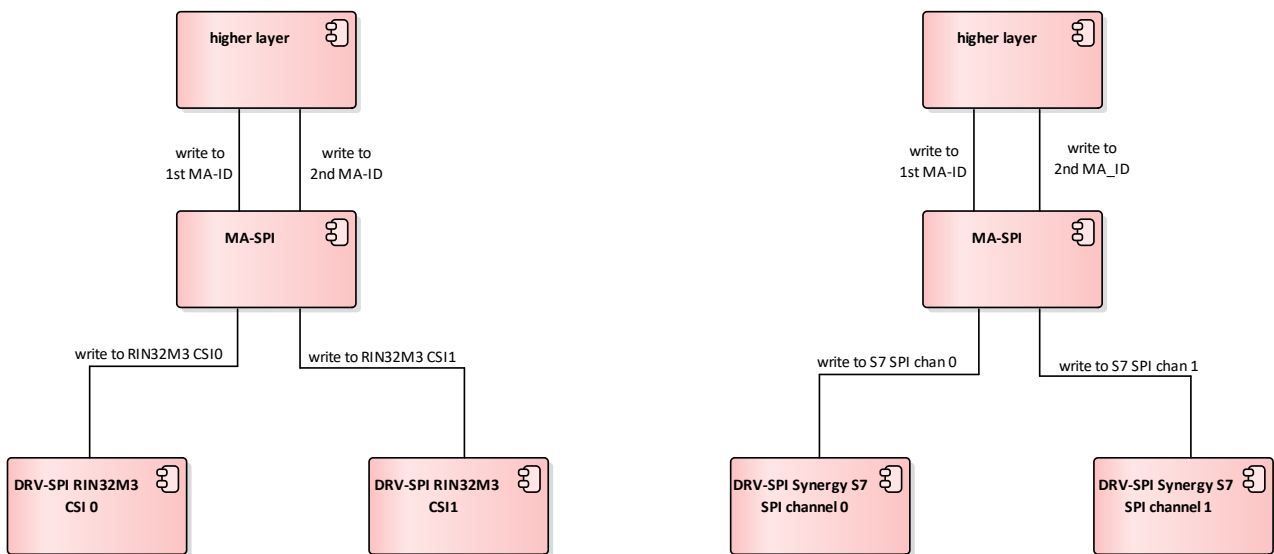 higher layer
write to
1st MA-ID
write to
2nd MA-ID
MA-SPI
write to RIN32M3 CSI0
write to RIN32M3 CSI1
DRV-SPI RIN32M3
CSI 0
DRV-SPI RIN32M3
CSI1
higher layer
write to
1st MA-ID
write to
2nd MA_ID
MA-SPI
write to S7 SPI chan 0
write to S7 SPI chan 1
DRV-SPI Synergy S7
SPI channel 0
DRV-SPI Synergy S7
SPI channel 1